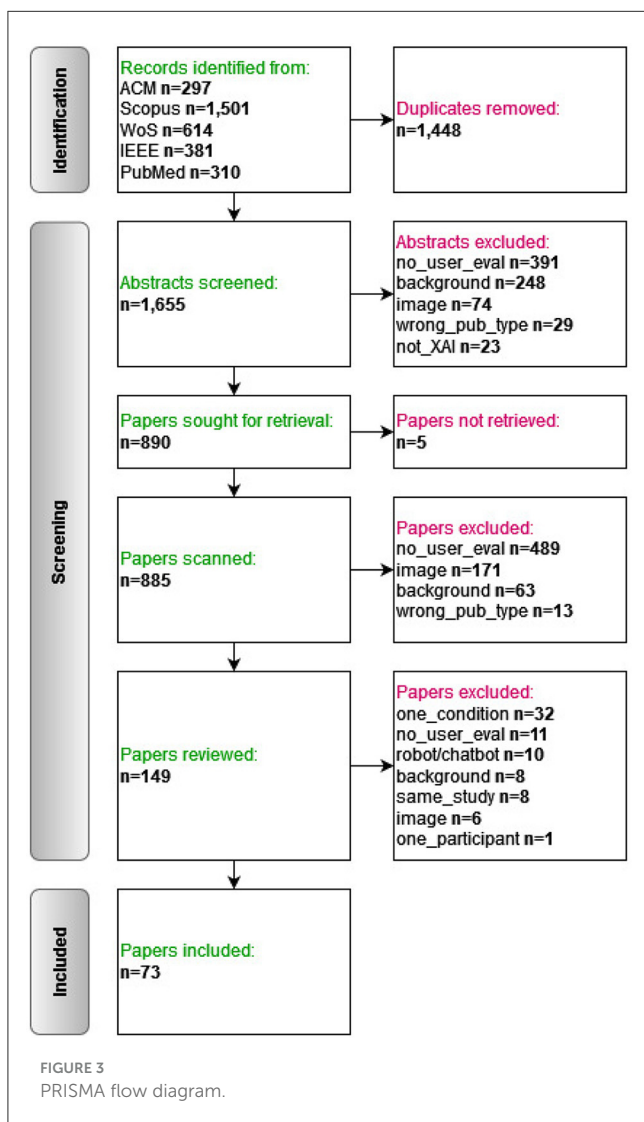 Identification
Records identified from:
ACM n=297
Scopus n=1,501
WoS n=614
IEEE n=381
PubMed n=310
Duplicates removed:
n=1,448
Screening
Abstracts screened:
n=1,655
Abstracts excluded:
no_user_eval n=391
background n=248
image n=74
wrong_pub_type n=29
not_XAI n=23
Papers sought for retrieval:
n=890
Papers not retrieved:
n=5
Papers scanned:
n=885
Papers excluded:
no_user_eval n=489
image n=171
background n=63
wrong_pub_type n=13
Papers reviewed:
n=149
Papers excluded:
one_condition n=32
no_user_eval n=11
robot/chatbot n=10
background n=8
same_study n=8
image n=6
one_participant n=1
Included
Papers included:
n=73
FIGURE 3
PRISMA flow diagram.